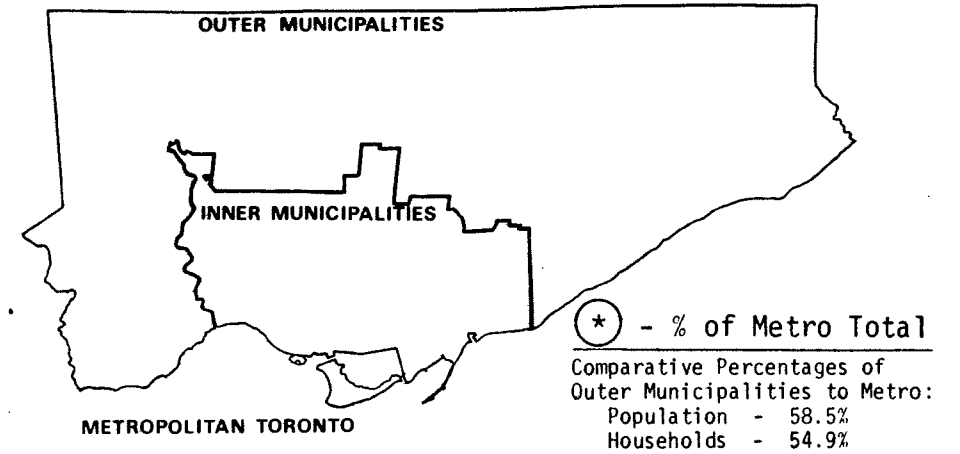 OUTER MUNICIPALITIES
INNER MUNICIPALITIES
* - % of Metro Total
Comparative Percentages of
Outer Municipalities to Metro:
Population - 58.5%
Households - 54.9%
METROPOLITAN TORONTO